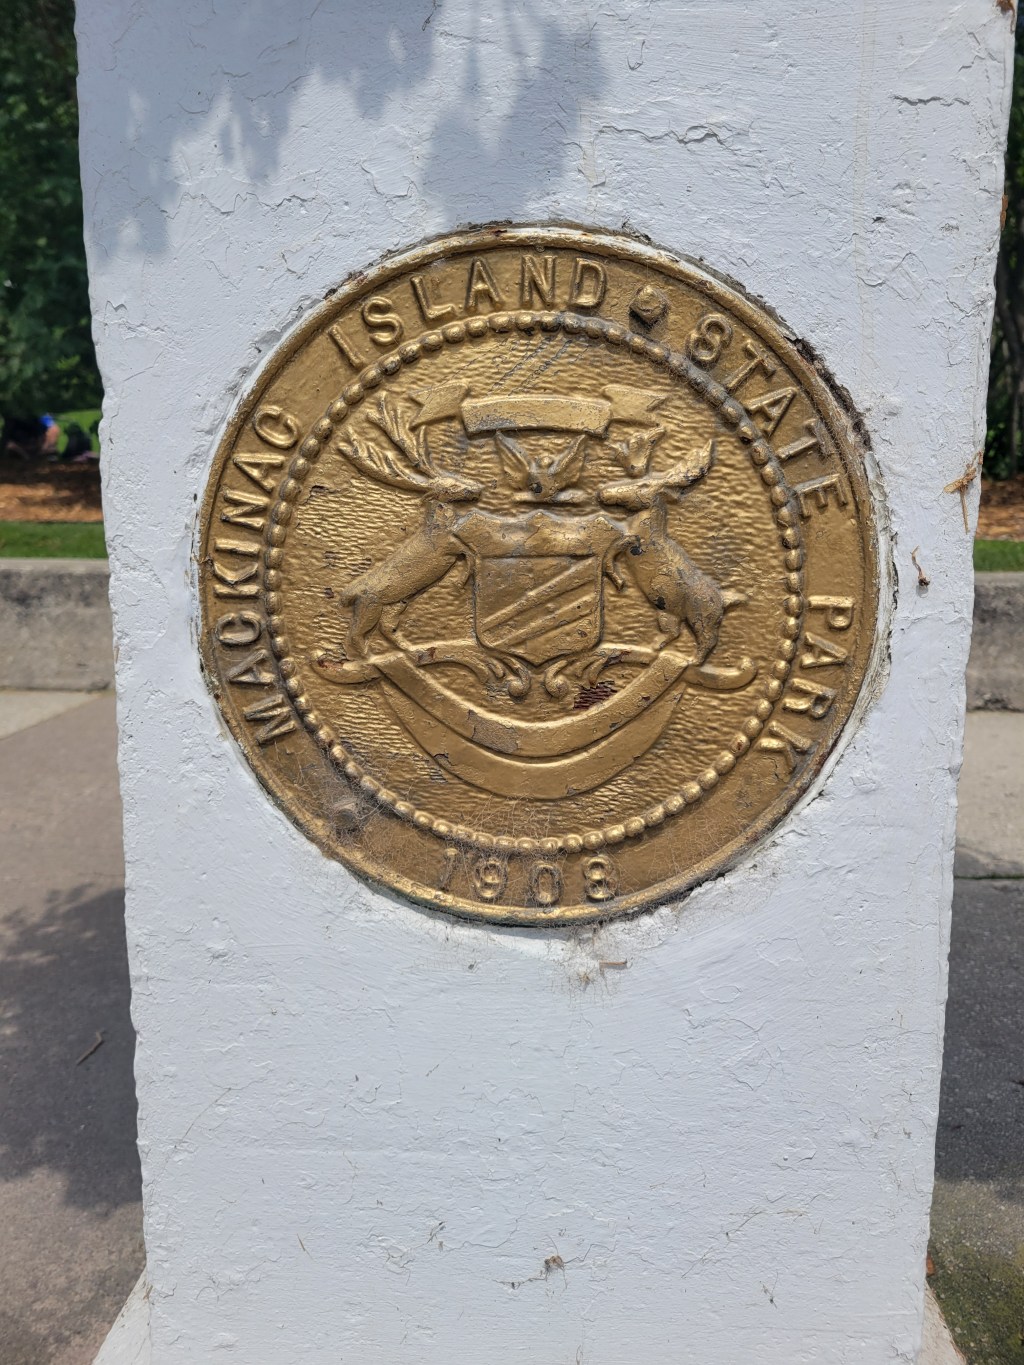 MACKINAC ISLAND • STATE PARK
1908